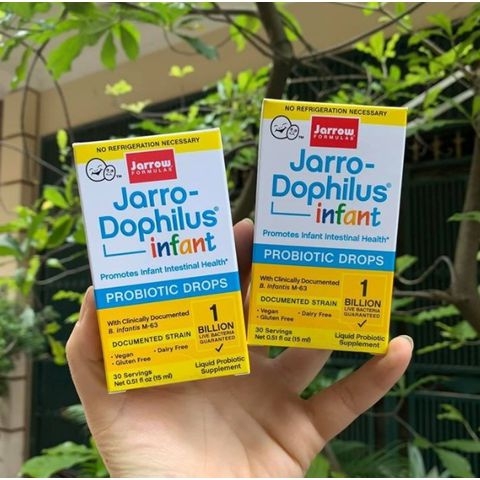 NO REFRIGERATION NECESSARY
Jarrow
FORMULAS
TM
Jarro-
Dophilus®
infant
Promotes Infant Intestinal Health*
PROBIOTIC DROPS
With Clinically Documented
B. Infantis M-63
DOCUMENTED STRAIN
• Vegan
• Dairy Free
• Gluten Free
1
BILLION
LIVE BACTERIA
GUARANTEED
30 Servings
Net 0.51 fl oz (15 ml)
Liquid Probiotic
Supplement
NO REFRIGERATION NECESSARY
Jarrow
FORMULAS
TM
Jarro-
Dophilus®
infant
Promotes Infant Intestinal Health*
PROBIOTIC DROPS
With Clinically Documented
B. infantis M-63
DOCUMENTED STRAIN
• Vegan
• Dairy Free
• Gluten Free
1
BILLION
LIVE BACTERIA
GUARANTEED
30 Servings
Net 0.51 fl oz (15 ml)
Liquid Probiotic
Supplement